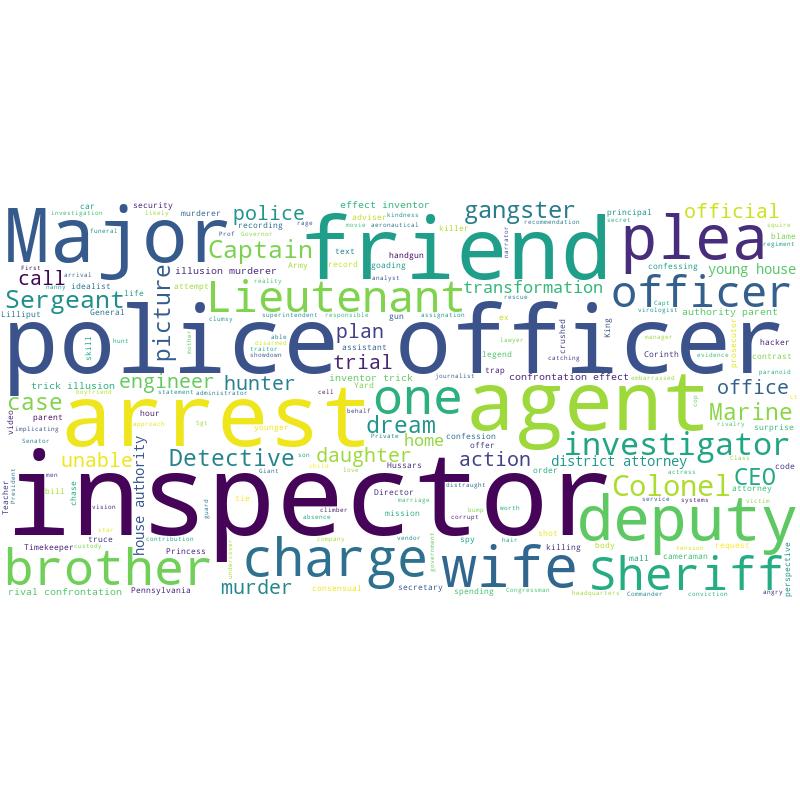 car security effect inventor gangster principal official
investigation likely murderer police recording rage adviser kindness recommendation secret squire
Major funeral movie aeronautical friend killer narrator plea blame
Prof Governor regiment
First arrival Captain text handgun officer confessing young house
call illusion murderer Army record goading
Sergeant nanny idealist picture attempt reality Lieutenant transformation virologist authority parent
Lilliput life General clumsy superintendent responsible gun assignation rescue Capt
police officer
skill hunt able disarmed plan ex lawyer crushed King manager prosecutor hacker
mother traitor showdown trial legend catching Corinth evidence contrast
trick illusion engineer hunter inventor trick trap confrontation effect embarrassed paranoid
case boyfriend statement administrator Yard journalist one agent cop office
arrest
video parent hour behalf Marine
implicating approach Sgt younger dream rivalry surprise
Senator Private confession home investigator
Teacher President men unable Detective son daughter offer action district attorney class code
house authority Giant child love Hussars order actress Colonel CEO
bill chase vision guard tie Director distraught service systems attorney victim
inspector deputy
star absence climber mission corrupt bump worth shot
truce contribution company vendor spy hair body tension request
Timekeeper custody Princess undercover government killing mall cameraman perspective
brother charge wife Sheriff
murder marriage
rival confrontation Pennsylvania consensual secretary spending Congressman headquarters Commander conviction angry